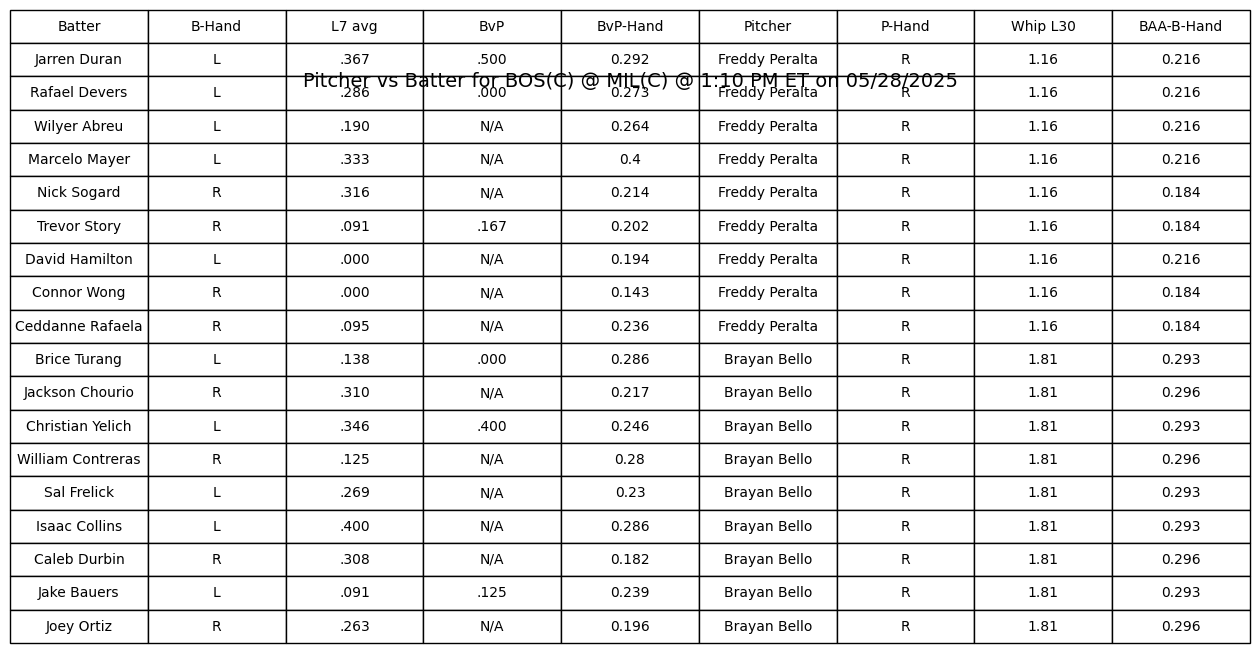 Batter B-Hand L7 avg BvP BvP-Hand Pitcher P-Hand Whip L30 BAA-B-Hand
Jarren Duran L .367 .500 0.292 Freddy Peralta R 1.16 0.216
Pitcher vs Batter for BOS(C) @ MIL(C) @ 1:10 PM ET on 05/28/2025
Rafael Devers L .286 .000 0.273 Freddy Peralta R 1.16 0.216
Wilyer Abreu L .190 N/A 0.264 Freddy Peralta R 1.16 0.216
Marcelo Mayer L .333 N/A 0.4 Freddy Peralta R 1.16 0.216
Nick Sogard R .316 N/A 0.214 Freddy Peralta R 1.16 0.184
Trevor Story R .091 .167 0.202 Freddy Peralta R 1.16 0.184
David Hamilton L .000 N/A 0.194 Freddy Peralta R 1.16 0.216
Connor Wong R .000 N/A 0.143 Freddy Peralta R 1.16 0.184
Ceddanne Rafaela R .095 N/A 0.236 Freddy Peralta R 1.16 0.184
Brice Turang L .138 .000 0.286 Brayan Bello R 1.81 0.293
Jackson Chourio R .310 N/A 0.217 Brayan Bello R 1.81 0.296
Christian Yelich L .346 .400 0.246 Brayan Bello R 1.81 0.293
William Contreras R .125 N/A 0.28 Brayan Bello R 1.81 0.296
Sal Frelick L .269 N/A 0.23 Brayan Bello R 1.81 0.293
Isaac Collins L .400 N/A 0.286 Brayan Bello R 1.81 0.293
Caleb Durbin R .308 N/A 0.182 Brayan Bello R 1.81 0.296
Jake Bauers L .091 .125 0.239 Brayan Bello R 1.81 0.293
Joey Ortiz R .263 N/A 0.196 Brayan Bello R 1.81 0.296